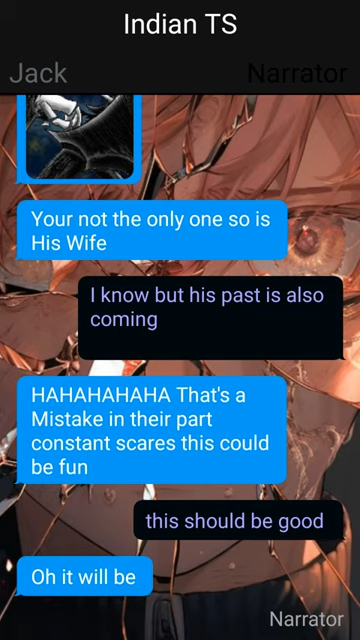 Indian TS
Jack
Narrator
Your not the only one so is
His Wife
I know but his past is also
coming
HAHAHAHAHA That's a
Mistake in their part
constant scares this could
be fun
this should be good
Oh it will be
Narrator